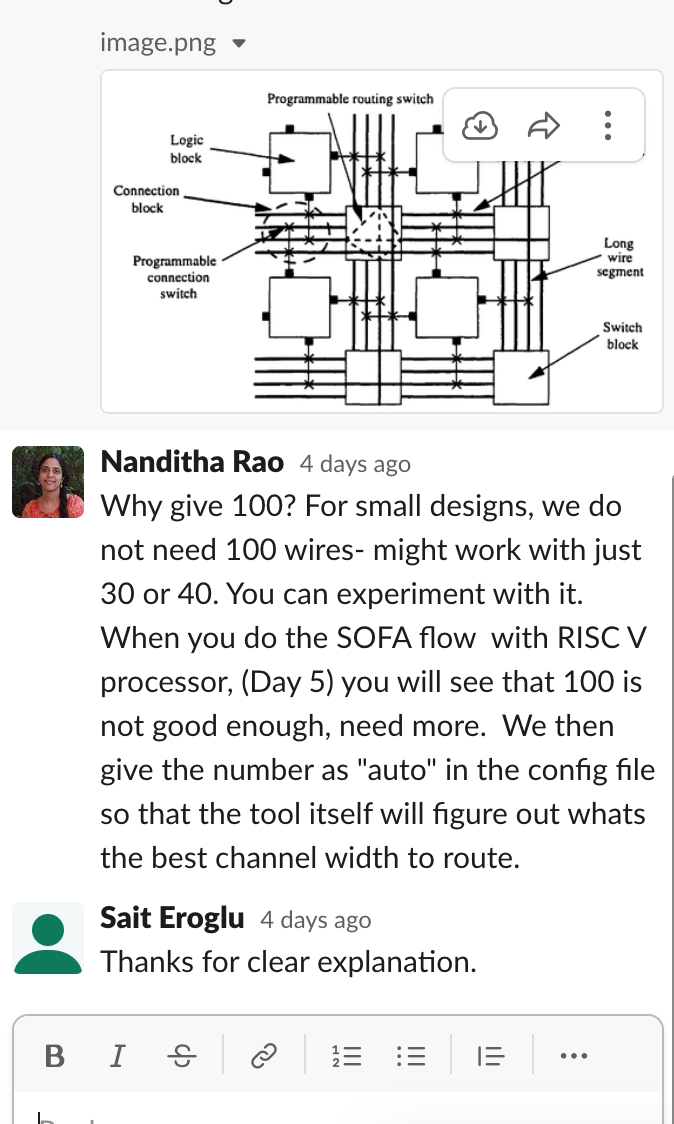 image.png
Programmable routing switch
Logic
block
Connection
block
Programmable
connection
switch
Long
wire
segment
Switch
block
Nanditha Rao 4 days ago
Why give 100? For small designs, we do
not need 100 wires- might work with just
30 or 40. You can experiment with it.
When you do the SOFA flow with RISC V
processor, (Day 5) you will see that 100 is
not good enough, need more. We then
give the number as "auto" in the config file
so that the tool itself will figure out whats
the best channel width to route.
Sait Eroglu 4 days ago
Thanks for clear explanation.